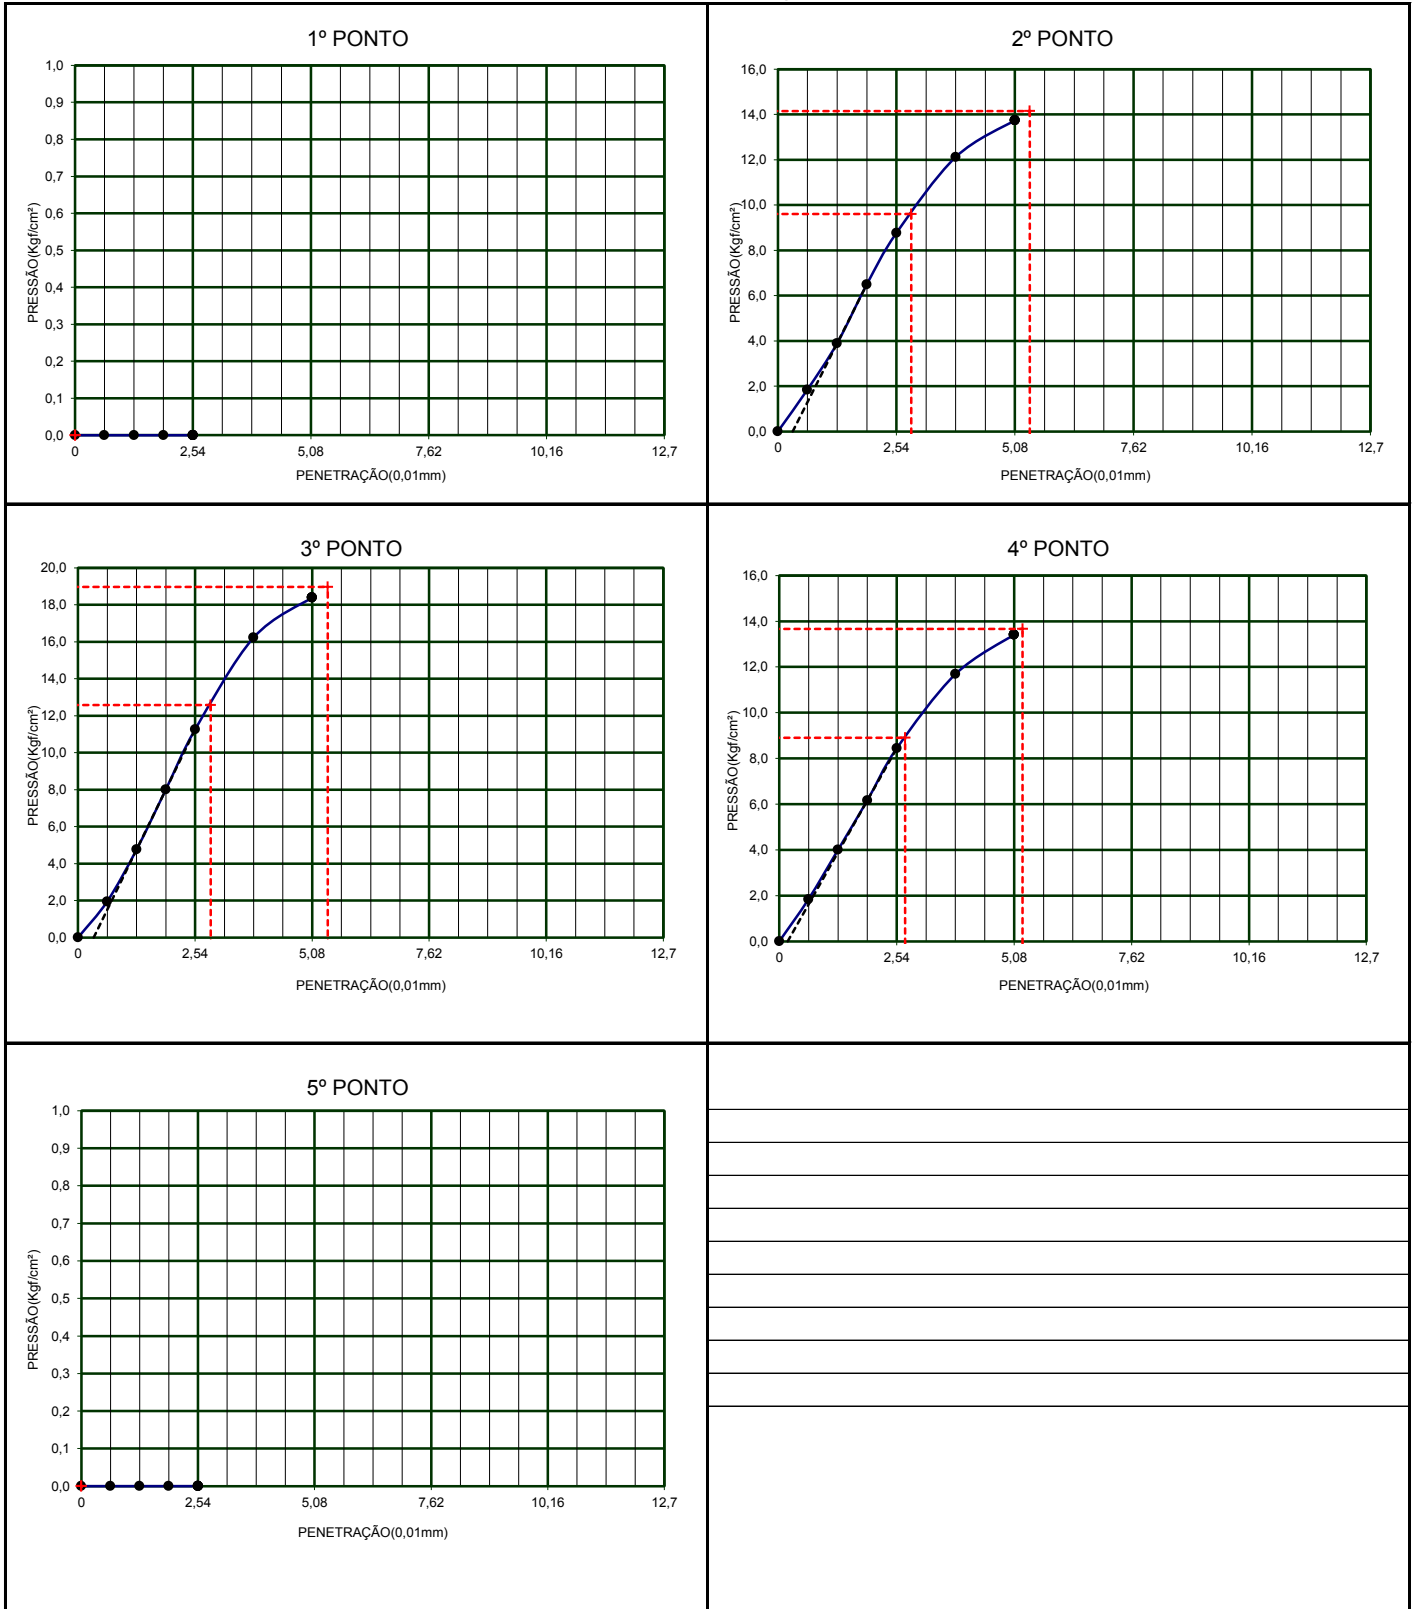 1º PONTO
1,0
0,9
0,8
0,7
0,6
0,5
0,4
0,3
0,2
0,1
0,0
PRESSÃO(Kgf/cm²)
0 2,54 5,08 7,62 10,16 12,7
PENETRAÇÃO(0,01mm)
2º PONTO
16,0
14,0
12,0
10,0
8,0
6,0
4,0
2,0
0,0
PRESSÃO(Kgf/cm²)
0 2,54 5,08 7,62 10,16 12,7
PENETRAÇÃO(0,01mm)
3º PONTO
20,0
18,0
16,0
14,0
12,0
10,0
8,0
6,0
4,0
2,0
0,0
PRESSÃO(Kgf/cm²)
0 2,54 5,08 7,62 10,16 12,7
PENETRAÇÃO(0,01mm)
4º PONTO
16,0
14,0
12,0
10,0
8,0
6,0
4,0
2,0
0,0
PRESSÃO(Kgf/cm²)
0 2,54 5,08 7,62 10,16 12,7
PENETRAÇÃO(0,01mm)
5º PONTO
1,0
0,9
0,8
0,7
0,6
0,5
0,4
0,3
0,2
0,1
0,0
PRESSÃO(Kgf/cm²)
0 2,54 5,08 7,62 10,16 12,7
PENETRAÇÃO(0,01mm)